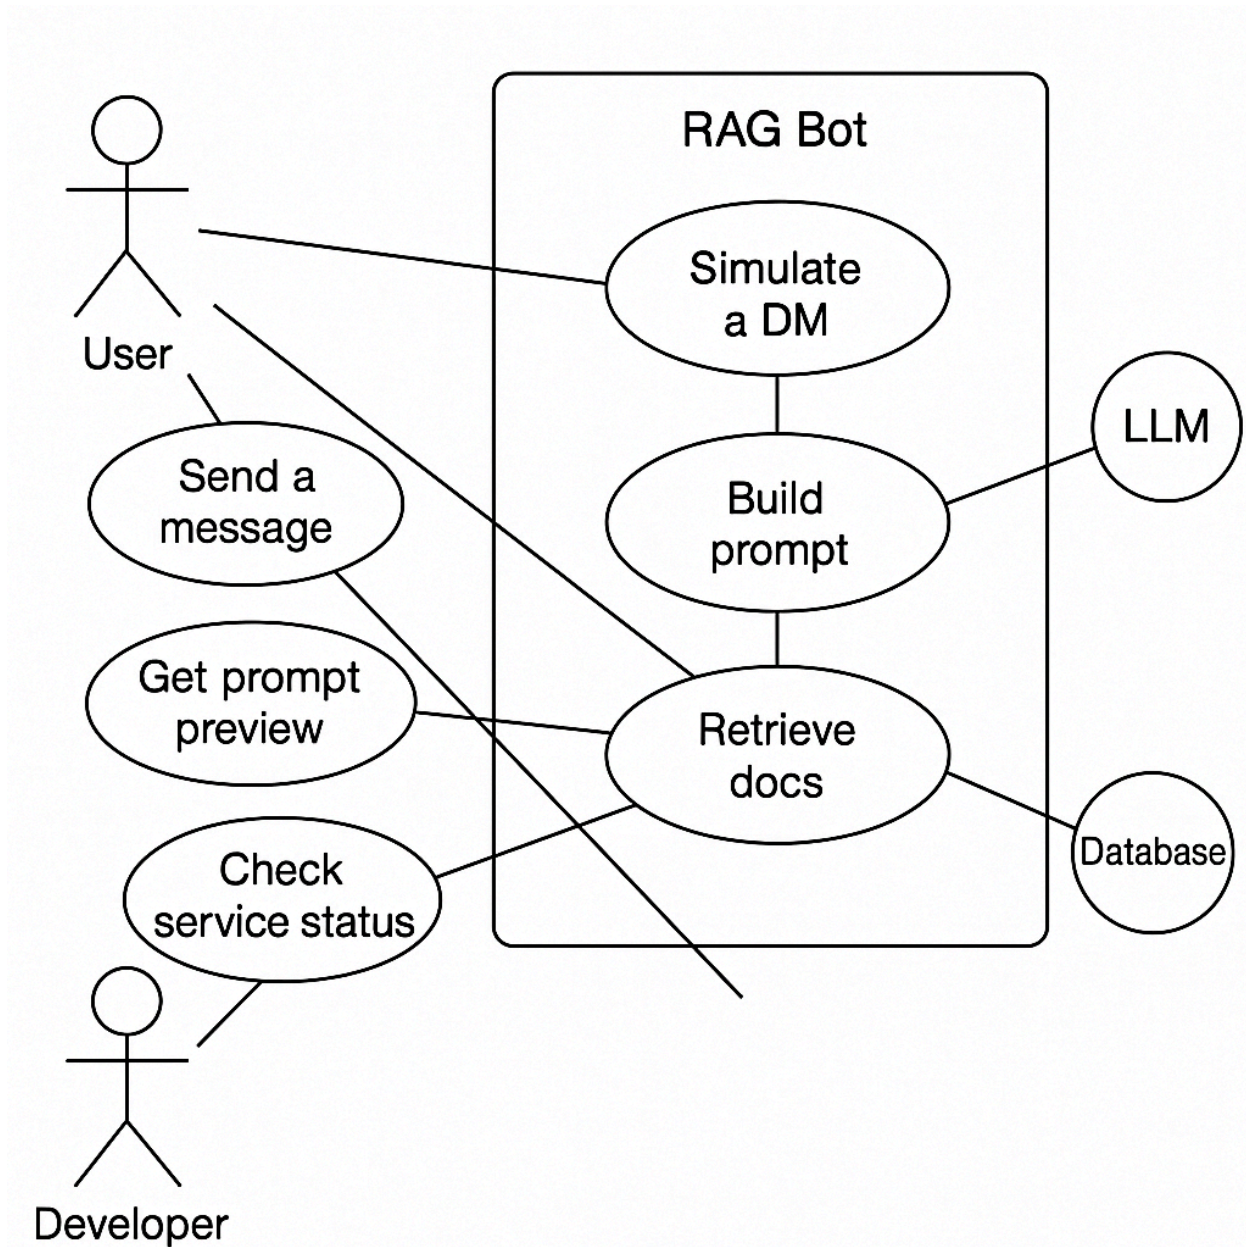 RAG Bot
Simulate
a DM
User
LLM
Send a
message
Build
prompt
Get prompt
preview
Retrieve
docs
Check
service status
Database
Developer